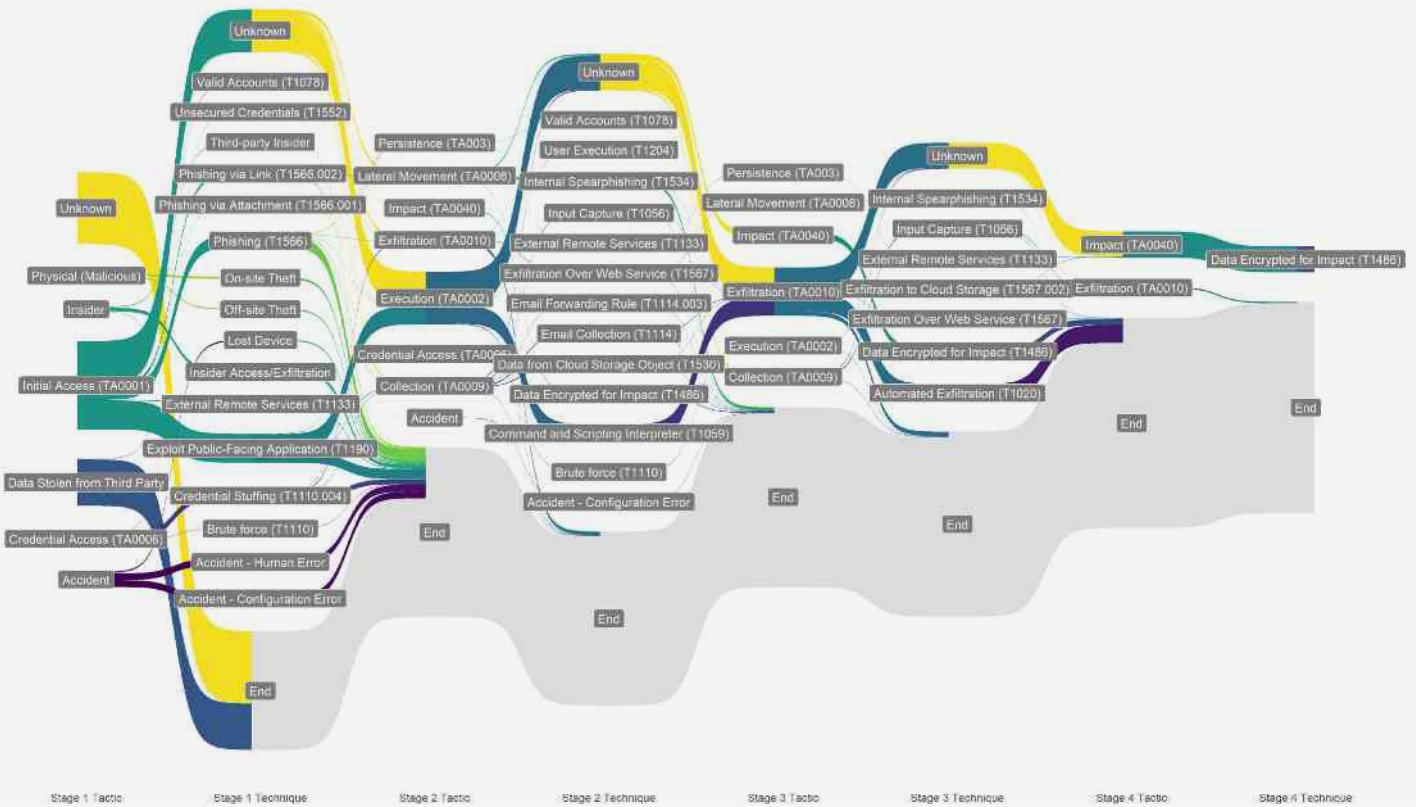 Unknown
Physical (Malicious)
Insider
Initial Access (TA0001)
Data Stolen from Third Party
Credential Access (TA0006)
Accident
Unknown
Valid Accounts (T1078)
Unsecured Credentials (T1552)
Third-party Insider
Phishing via Link (T1566.002)
Phishing via Attachment (T1566.001)
Phishing (T1566)
On-site Theft
Off-site Theft
Lost Device
Insider Access/Exfiltration
External Remote Services (T1133)
Exploit Public-Facing Application (T1190)
Credential Stuffing (T1110.004)
Brute force (T1110)
Accident - Human Error
Accident - Configuration Error
End
Persistence (TA003)
Lateral Movement (TA0008)
Impact (TA0040)
Exfiltration (TA0010)
Execution (TA0002)
Credential Access
Collection (TA0009)
Accident
End
Unknown
Valid Accounts (T1078)
User Execution (T1204)
Internal Spearphishing (T1534)
Input Capture (T1056)
External Remote Services (T1133)
Exfiltration Over Web Service (T1567)
Email Forwarding Rule (T1114.003)
Email Collection (T1114)
Data from Cloud Storage Object (T1530)
Data Encrypted for Impact (T1486)
Command and Scripting Interpreter (T1059)
Brute force (T1110)
Accident - Configuration Error
End
Persistence (TA003)
Lateral Movement (TA0008)
Impact (TA0040)
Exfiltration (TA0010)
Execution (TA0002)
Collection (TA0009)
End
Unknown
Internal Spearphishing (T1534)
Input Capture (T1056)
External Remote Services (T1133)
Exfiltration to Cloud Storage (T1567.002)
Exfiltration Over Web Service (T1567)
Data Encrypted for Impact (T1486)
Automated Exfiltration (T1020)
End
Impact (TA0040)
Exfiltration (TA0010)
End
Data Encrypted for Impact (T1486)
End
Stage 1 Tactic
Stage 1 Technique
Stage 2 Tactic
Stage 2 Technique
Stage 3 Tactic
Stage 3 Technique
Stage 4 Tactic
Stage 4 Technique